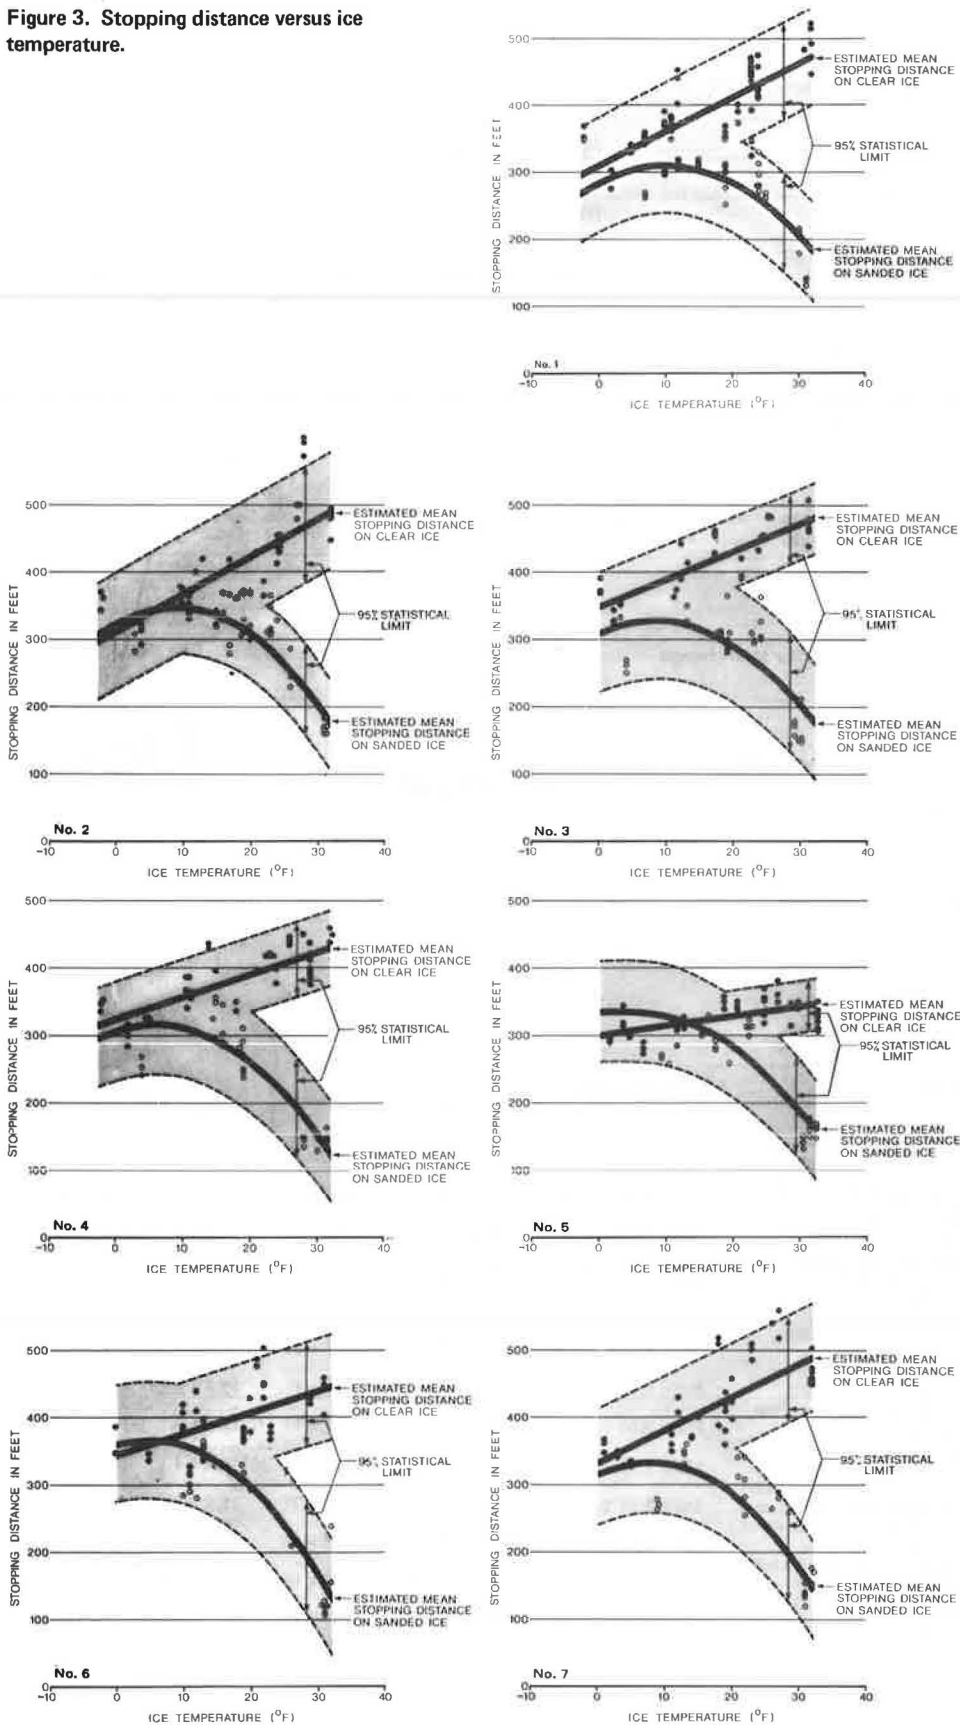 Figure 3. Stopping distance versus ice
temperature.
500
400
300
200
100
0
STOPPING DISTANCE IN FEET
ESTIMATED MEAN
STOPPING DISTANCE
ON CLEAR ICE
95% STATISTICAL
LIMIT
ESTIMATED MEAN
STOPPING DISTANCE
ON SANDED ICE
No. 1
-10 0 10 20 30 40
ICE TEMPERATURE (°F)
500
400
300
200
100
0
STOPPING DISTANCE IN FEET
ESTIMATED MEAN
STOPPING DISTANCE
ON CLEAR ICE
95% STATISTICAL
LIMIT
ESTIMATED MEAN
STOPPING DISTANCE
ON SANDED ICE
No. 2
-10 0 10 20 30 40
ICE TEMPERATURE (°F)
500
400
300
200
100
0
STOPPING DISTANCE IN FEET
ESTIMATED MEAN
STOPPING DISTANCE
ON CLEAR ICE
95% STATISTICAL
LIMIT
ESTIMATED MEAN
STOPPING DISTANCE
ON SANDED ICE
No. 3
-10 0 10 20 30 40
ICE TEMPERATURE (°F)
500
400
300
200
100
0
STOPPING DISTANCE IN FEET
ESTIMATED MEAN
STOPPING DISTANCE
ON CLEAR ICE
95% STATISTICAL
LIMIT
ESTIMATED MEAN
STOPPING DISTANCE
ON SANDED ICE
No. 4
-10 0 10 20 30 40
ICE TEMPERATURE (°F)
500
400
300
200
100
0
STOPPING DISTANCE IN FEET
ESTIMATED MEAN
STOPPING DISTANCE
ON CLEAR ICE
95% STATISTICAL
LIMIT
ESTIMATED MEAN
STOPPING DISTANCE
ON SANDED ICE
No. 5
-10 0 10 20 30 40
ICE TEMPERATURE (°F)
500
400
300
200
100
0
STOPPING DISTANCE IN FEET
ESTIMATED MEAN
STOPPING DISTANCE
ON CLEAR ICE
95% STATISTICAL
LIMIT
ESTIMATED MEAN
STOPPING DISTANCE
ON SANDED ICE
No. 6
-10 0 10 20 30 40
ICE TEMPERATURE (°F)
500
400
300
200
100
0
STOPPING DISTANCE IN FEET
ESTIMATED MEAN
STOPPING DISTANCE
ON CLEAR ICE
95% STATISTICAL
LIMIT
ESTIMATED MEAN
STOPPING DISTANCE
ON SANDED ICE
No. 7
-10 0 10 20 30 40
ICE TEMPERATURE (°F)